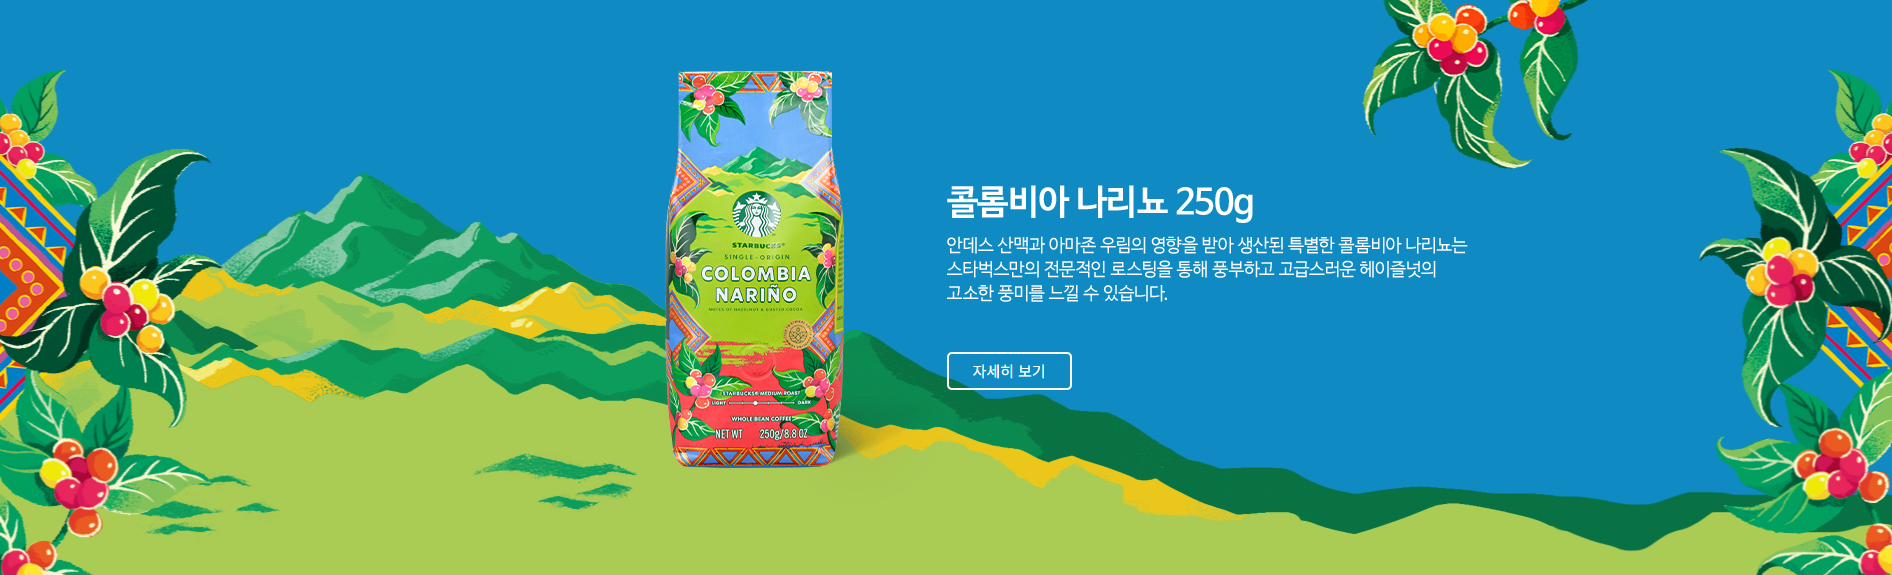 STARBUCKS®
SINGLE-ORIGIN
COLOMBIA
NARIÑO
NOTES OF HAZELNUT & DUSTED COCOA
STARBUCKS® MEDIUM ROAST
LIGHT DARK
WHOLE BEAN COFFEE
NET WT 250g/8.8 OZ
콜롬비아 나리뇨 250g
안데스 산맥과 아마존 우림의 영향을 받아 생산된 특별한 콜롬비아 나리뇨는
스타벅스만의 전문적인 로스팅을 통해 풍부하고 고급스러운 헤이즐넛의
고소한 풍미를 느낄 수 있습니다.
자세히 보기